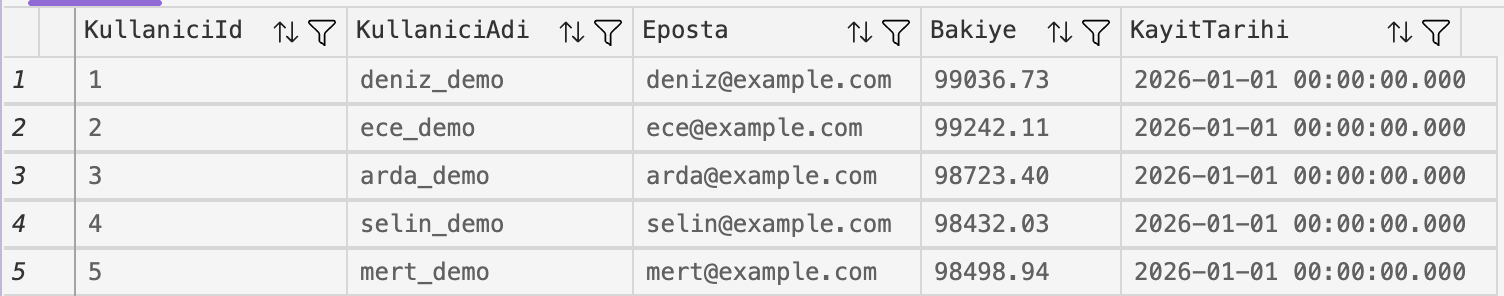 KullaniciId KullaniciAdi Eposta Bakiye KayitTarihi
1 1 deniz_demo deniz@example.com 99036.73 2026-01-01 00:00:00.000
2 2 ece_demo ece@example.com 99242.11 2026-01-01 00:00:00.000
3 3 arda_demo arda@example.com 98723.40 2026-01-01 00:00:00.000
4 4 selin_demo selin@example.com 98432.03 2026-01-01 00:00:00.000
5 5 mert_demo mert@example.com 98498.94 2026-01-01 00:00:00.000